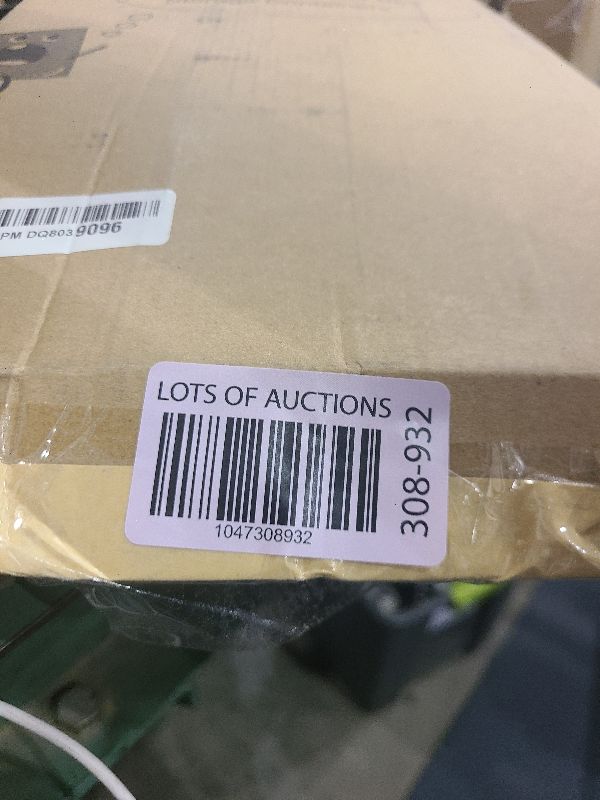 PM DQ8039096
LOTS OF AUCTIONS
1047308932
308-932